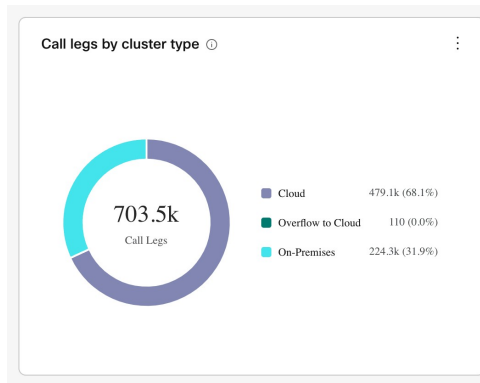 Call legs by cluster type
703.5k
Call Legs
Cloud 479.1k (68.1%)
Overflow to Cloud 110 (0.0%)
On-Premises 224.3k (31.9%)